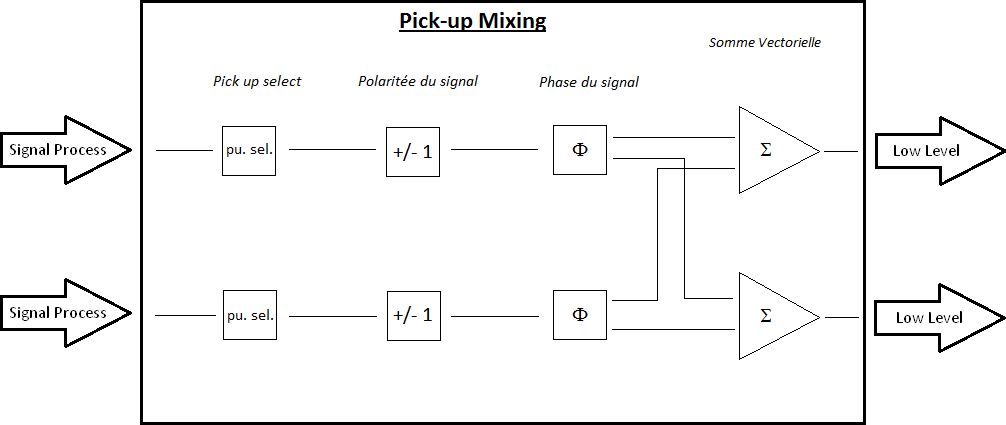 Pick-up Mixing
Somme Vectorielle
Pick up select
Polaritée du signal
Phase du signal
Signal Process
pu. sel.
+/- 1
Φ
Σ
Low Level
Signal Process
pu. sel.
+/- 1
Φ
Σ
Low Level